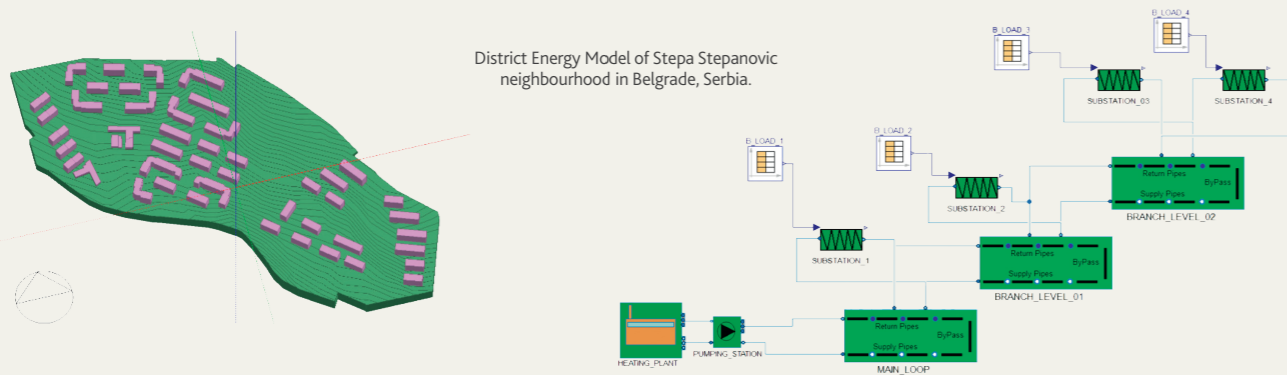 District Energy Model of Stepa Stepanovic
neighbourhood in Belgrade, Serbia.
B_LOAD_4
B_LOAD_3
SUBSTATION_03
SUBSTATION_4
B_LOAD_2
B_LOAD_1
Return Pipes
ByPass
Supply Pipes
BRANCH_LEVEL_02
SUBSTATION_2
SUBSTATION_1
Return Pipes
ByPass
Supply Pipes
BRANCH_LEVEL_01
Return Pipes
ByPass
Supply Pipes
HEATING_PLANT
PUMPING_STATION
MAIN_LOOP